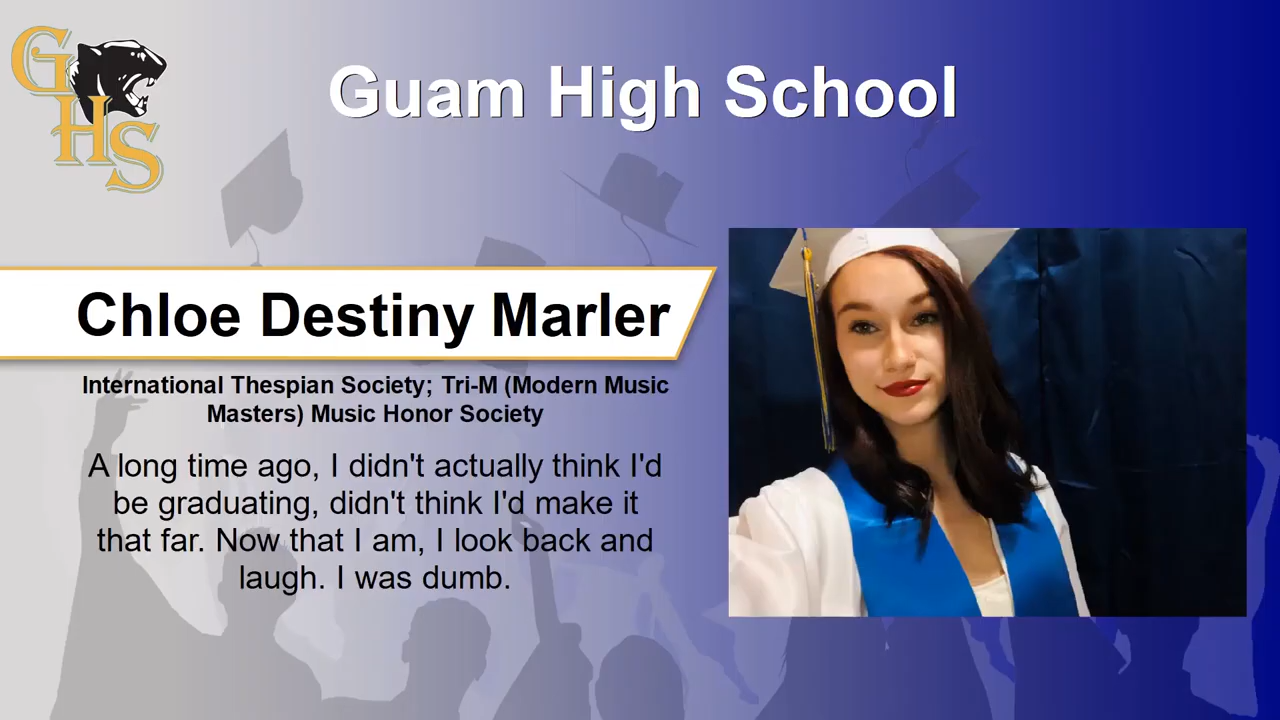 GHS
Guam High School
Chloe Destiny Marler
International Thespian Society; Tri-M (Modern Music
Masters) Music Honor Society
A long time ago, I didn't actually think I'd
be graduating, didn't think I'd make it
that far. Now that I am, I look back and
laugh. I was dumb.